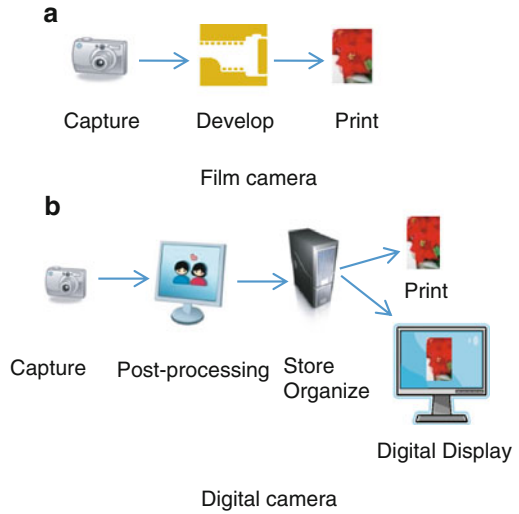 a
Capture
Develop
Print
Film camera
b
Print
Capture
Post-processing
Store
Organize
Digital Display
Digital camera